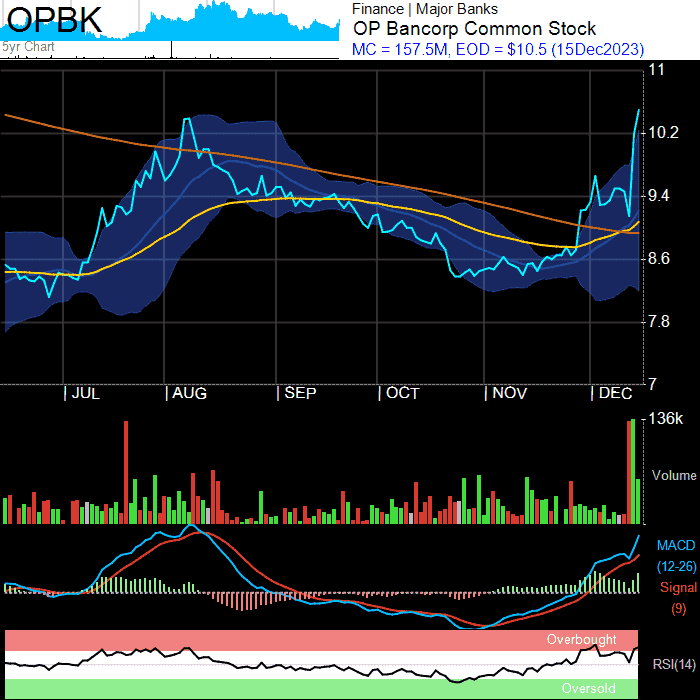 OPBK
5yr Chart
Finance | Major Banks
OP Bancorp Common Stock
MC = 157.5M, EOD = $10.5 (15Dec2023)
11
10.2
9.4
8.6
7.8
7
| JUL | AUG | SEP | OCT | NOV | DEC
136k
Volume
MACD
(12-26)
Signal
(9)
Overbought
RSI(14)
Oversold